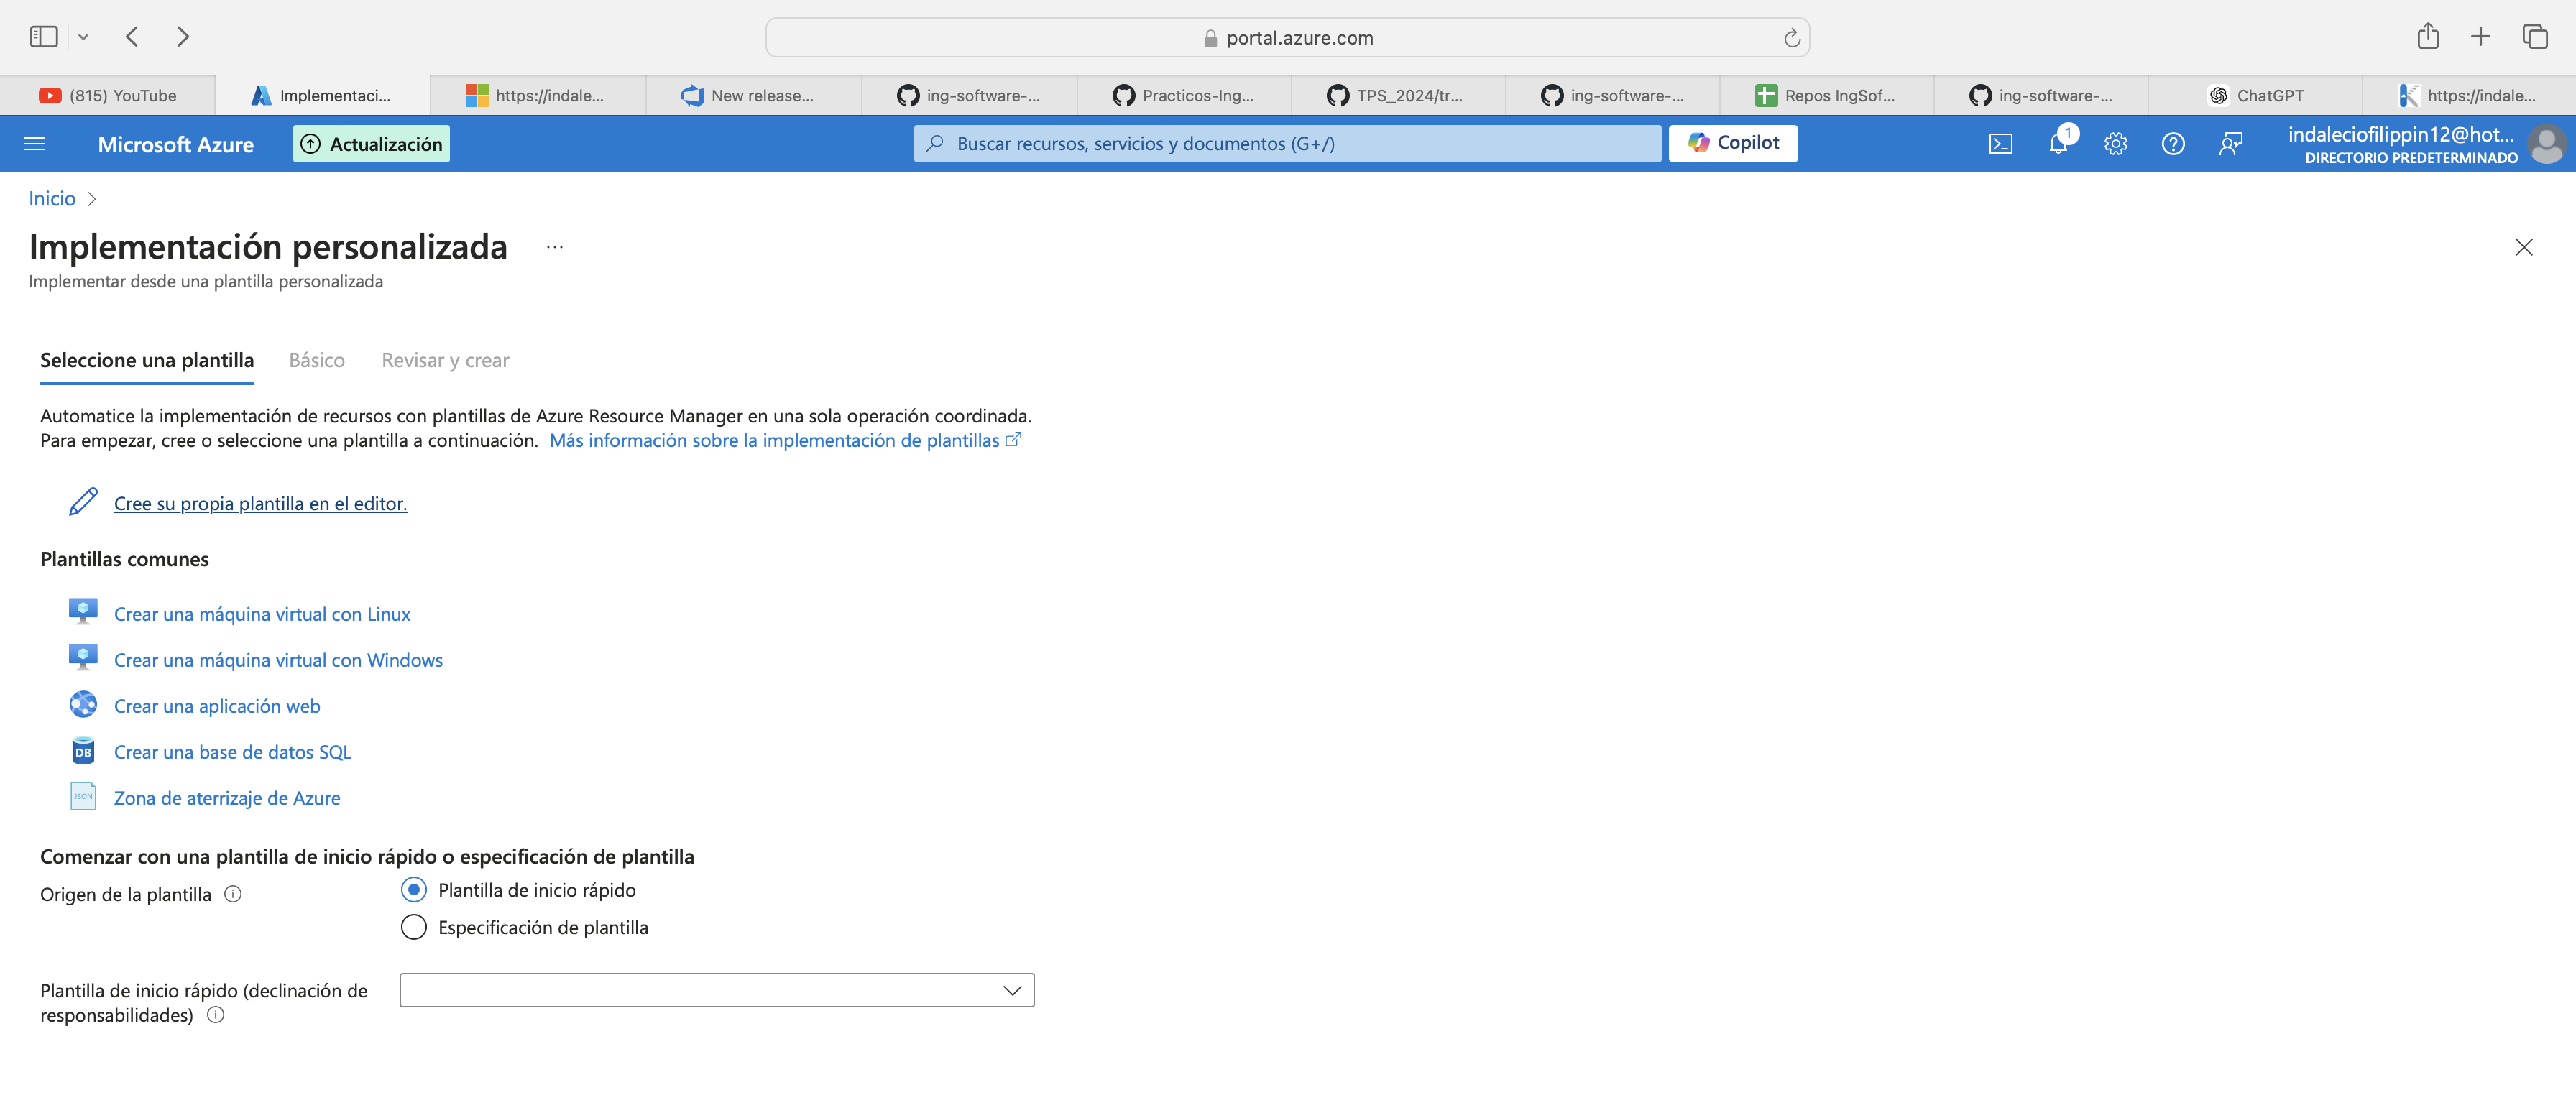 portal.azure.com
(815) YouTube
Implementaci...
https://indale...
New release...
ing-software-...
Practicos-Ing...
TPS_2024/tr...
ing-software-...
Repos IngSof...
ing-software-...
ChatGPT
https://indale...
Microsoft Azure
Actualización
Buscar recursos, servicios y documentos (G+/)
Copilot
1
indaleciofilippin12@hot...
DIRECTORIO PREDETERMINADO
Inicio
Implementación personalizada ...
Implementar desde una plantilla personalizada
Seleccione una plantilla
Básico
Revisar y crear
Automatice la implementación de recursos con plantillas de Azure Resource Manager en una sola operación coordinada.
Para empezar, cree o seleccione una plantilla a continuación. Más información sobre la implementación de plantillas
Cree su propia plantilla en el editor.
Plantillas comunes
Crear una máquina virtual con Linux
Crear una máquina virtual con Windows
Crear una aplicación web
DB Crear una base de datos SQL
JSON Zona de aterrizaje de Azure
Comenzar con una plantilla de inicio rápido o especificación de plantilla
Origen de la plantilla
Plantilla de inicio rápido
Especificación de plantilla
Plantilla de inicio rápido (declinación de
responsabilidades)